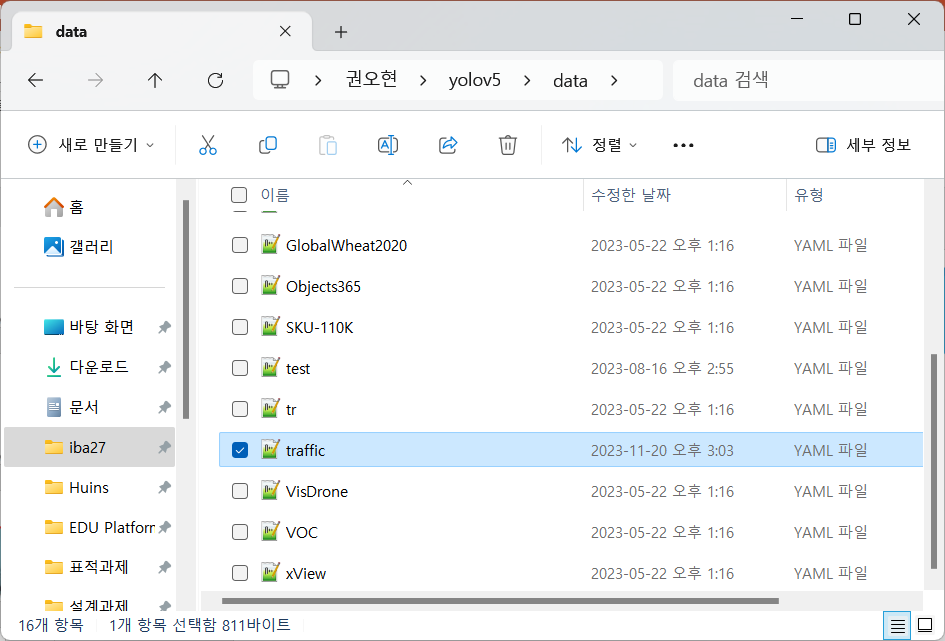 data
권오현 yolov5 data
data 검색
새로 만들기 정렬 세부 정보
이름 수정한 날짜 유형
홈
갤러리
바탕 화면
다운로드
문서
iba27
Huins
EDU Platforr
표적과제
설계과제
GlobalWheat2020 2023-05-22 오후 1:16 YAML 파일
Objects365 2023-05-22 오후 1:16 YAML 파일
SKU-110K 2023-05-22 오후 1:16 YAML 파일
test 2023-08-16 오후 2:55 YAML 파일
tr 2023-05-22 오후 1:16 YAML 파일
traffic 2023-11-20 오후 3:03 YAML 파일
VisDrone 2023-05-22 오후 1:16 YAML 파일
VOC 2023-05-22 오후 1:16 YAML 파일
xView 2023-05-22 오후 1:16 YAML 파일
16개 항목 1개 항목 선택함 811바이트